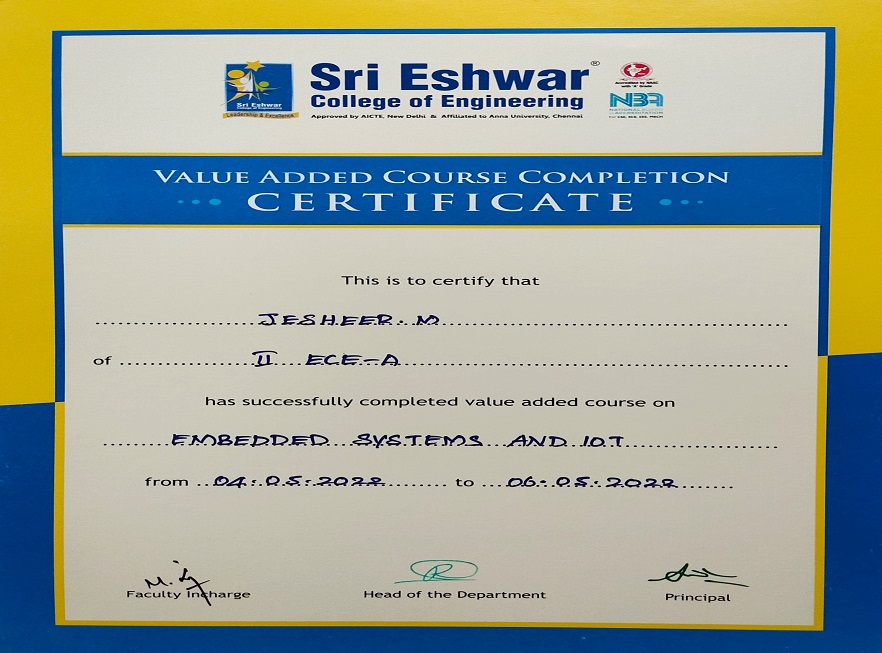 Sri Eshwar
College of Engineering
Approved by AICTE, New Delhi & Affiliated to Anna University, Chennai
Sri Eshwar
Leadership & Excellence
Accredited by NAAC
with 'A' Grade
NBA
NATIONAL BOARD
OF ACCREDITATION
VALUE ADDED COURSE COMPLETION
CERTIFICATE
This is to certify that
JESHEER. M
of II ECE-A
has successfully completed value added course on
EMBEDDED SYSTEMS AND IOT
from 04.05.2022 to 06.05.2022
Faculty Incharge Head of the Department Principal